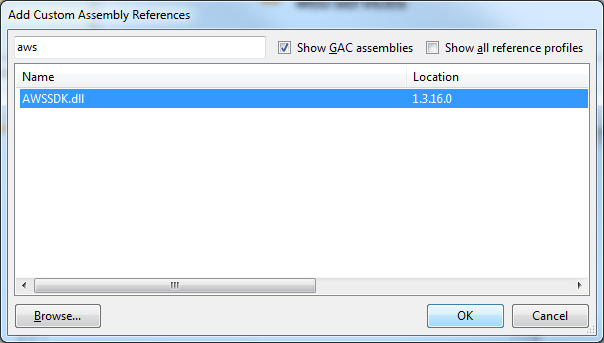 Add Custom Assembly References
aws
Show GAC assemblies
Show all reference profiles
Name Location
AWSSDK.dll 1.3.16.0
Browse... OK Cancel